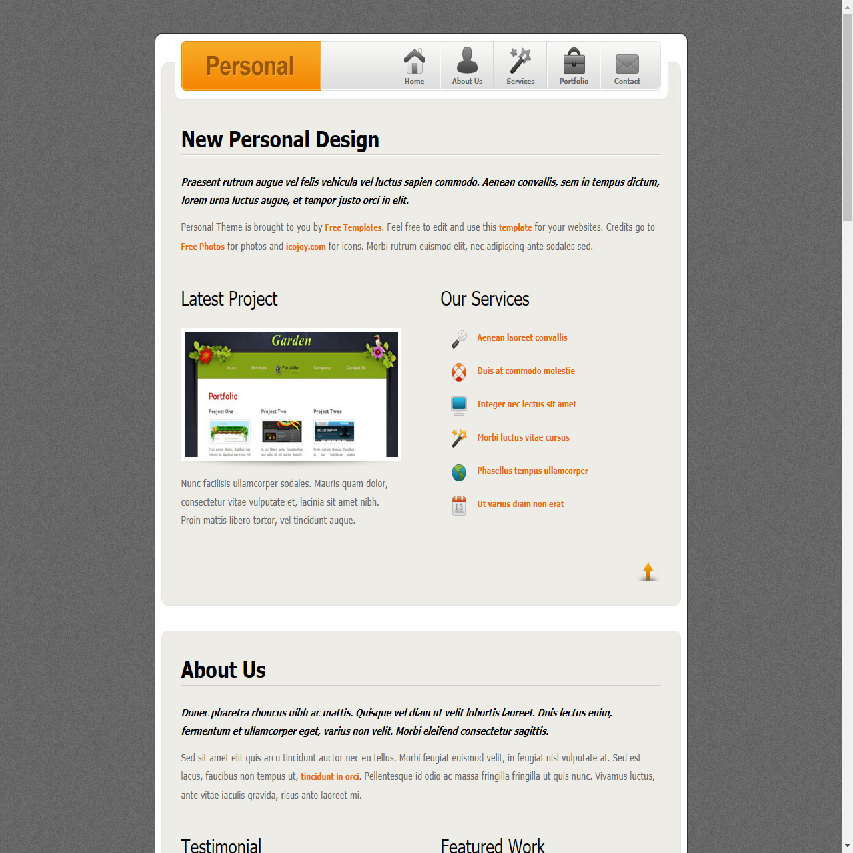 Personal
Home
About Us
Services
Portfolio
Contact
New Personal Design
Praesent rutrum augue vel felis vehicula vel luctus sapien commodo. Aenean convallis, sem in tempus dictum,
lorem urna luctus augue, et tempor justo orci in elit.
Personal Theme is brought to you by Free Templates. Feel free to edit and use this template for your websites. Credits go to
Free Photos for photos and icojoy.com for icons. Morbi rutrum euismod elit, nec adipiscing ante sodales sed.
Latest Project
Garden
Services
Portfolio
Company
Contact Us
Portfolio
Project One
Project Two
Project Three
Nunc facilisis ullamcorper sodales. Mauris quam dolor,
consectetur vitae vulputate et, lacinia sit amet nibh.
Proin mattis libero tortor, vel tincidunt augue.
Our Services
Aenean laoreet convallis
Duis at commodo molestie
Integer nec lectus sit amet
Morbi luctus vitae cursus
Phasellus tempus ullamcorper
13
Ut varius diam non erat
About Us
Donec pharetra rhoncus nibh ac mattis. Quisque vel diam ut velit lobortis laoreet. Duis lectus enim,
fermentum et ullamcorper eget, varius non velit. Morbi eleifend consectetur sagittis.
Sed sit amet elit quis arcu tincidunt auctor nec eu tellus. Morbi feugiat euismod velit, in feugiat nisl vulputate at. Sed est
lacus, faucibus non tempus ut, tincidunt in orci. Pellentesque id odio ac massa fringilla fringilla ut quis nunc. Vivamus luctus,
ante vitae iaculis gravida, risus ante laoreet mi.
Testimonial
Featured Work